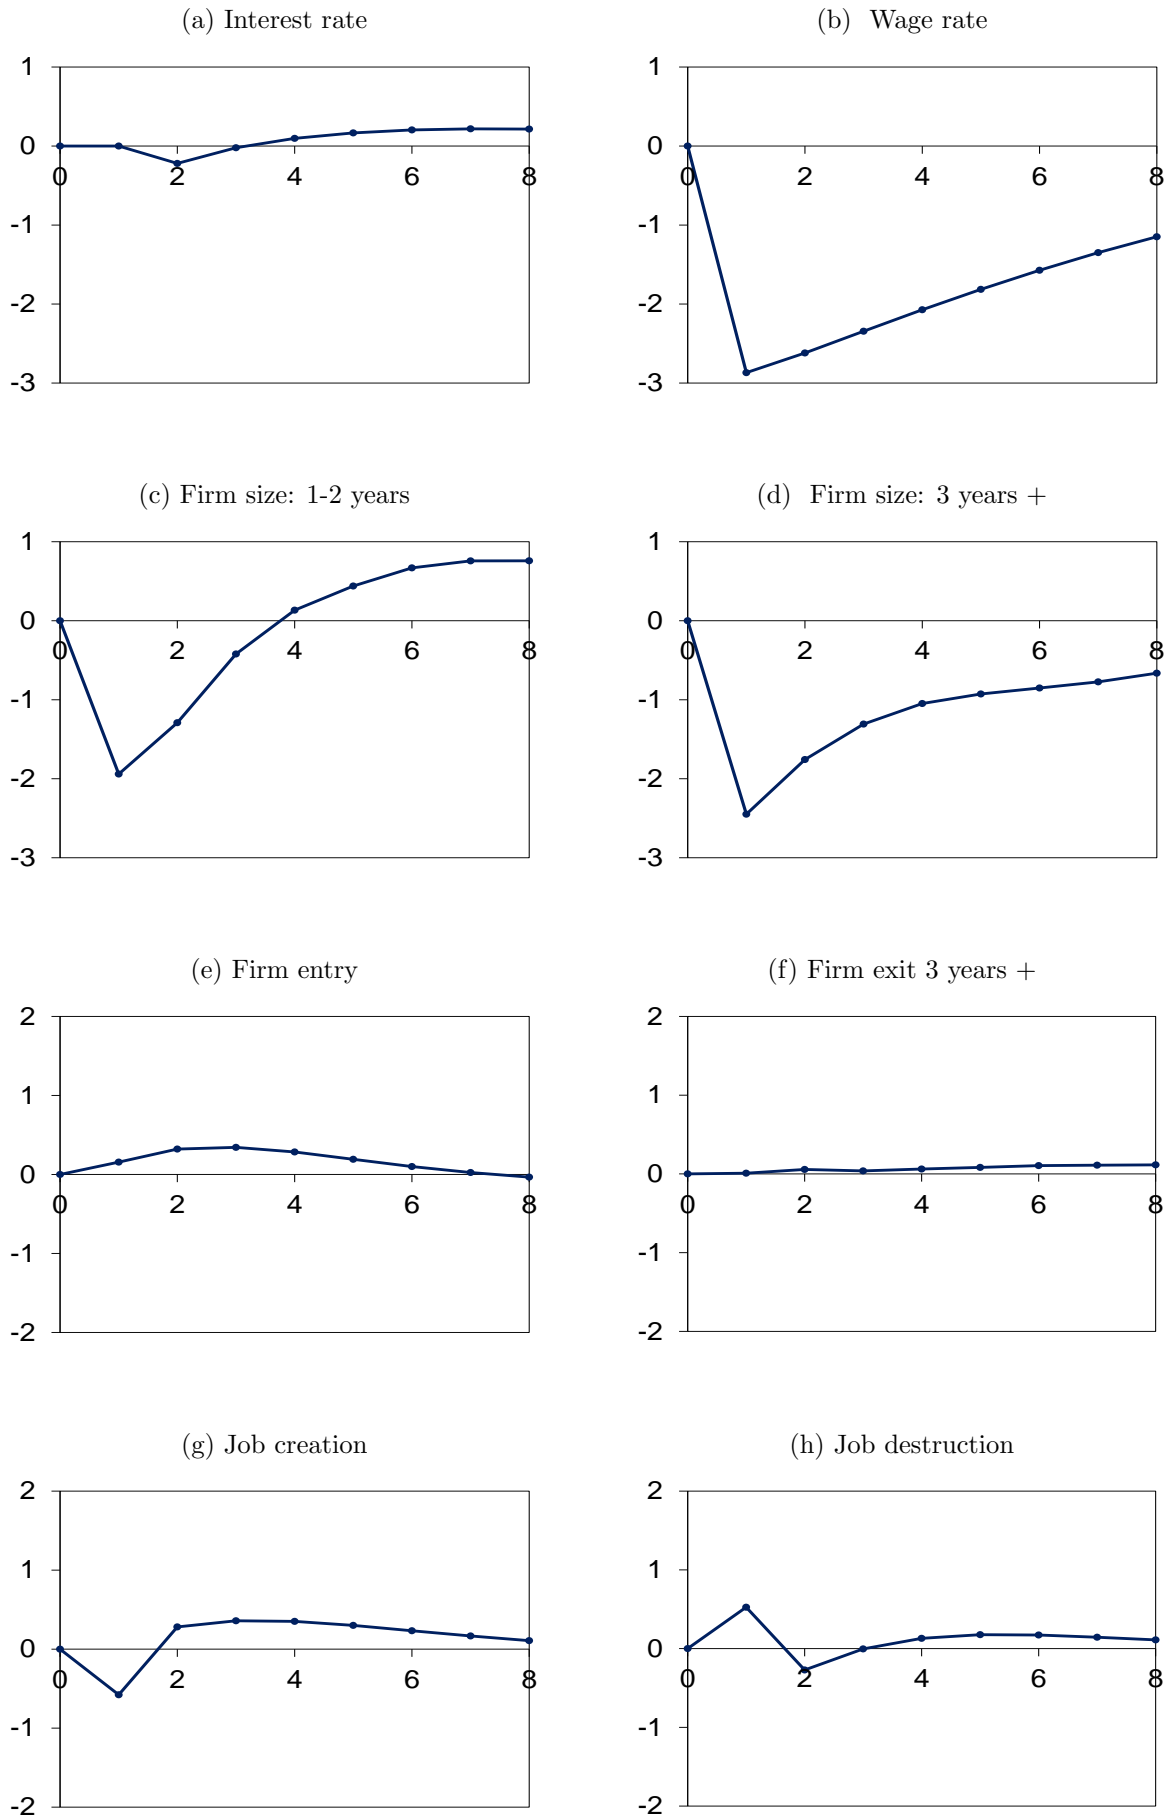 (a) Interest rate
1
0
-1
-2
-3
0 2 4 6 8
(b) Wage rate
1
0
-1
-2
-3
0 2 4 6 8
(c) Firm size: 1-2 years
1
0
-1
-2
-3
0 2 4 6 8
(d) Firm size: 3 years +
1
0
-1
-2
-3
0 2 4 6 8
(e) Firm entry
2
1
0
-1
-2
0 2 4 6 8
(f) Firm exit 3 years +
2
1
0
-1
-2
0 2 4 6 8
(g) Job creation
2
1
0
-1
-2
0 2 4 6 8
(h) Job destruction
2
1
0
-1
-2
0 2 4 6 8